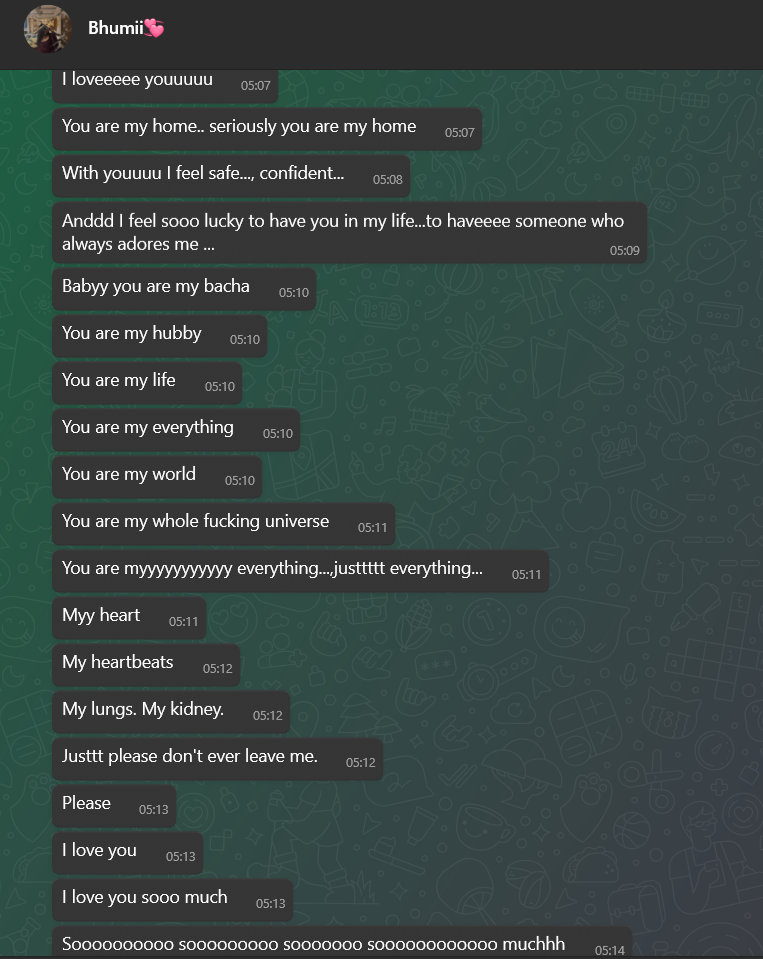 Bhumii💞
I loveeeee youuuuu 05:07
You are my home.. seriously you are my home 05:07
With youuuu I feel safe..., confident... 05:08
Anddd I feel sooo lucky to have you in my life...to haveeee someone who
always adores me ... 05:09
Babyy you are my bacha 05:10
You are my hubby 05:10
You are my life 05:10
You are my everything 05:10
You are my world 05:10
You are my whole fucking universe 05:11
You are myyyyyyyyyyy everything...,justtttt everything... 05:11
Myy heart 05:11
My heartbeats 05:12
My lungs. My kidney. 05:12
Justtt please don't ever leave me. 05:12
Please 05:13
I love you 05:13
I love you sooo much 05:13
Soooooooooo sooooooooo sooooooo soooooooooooo muchhh 05:14